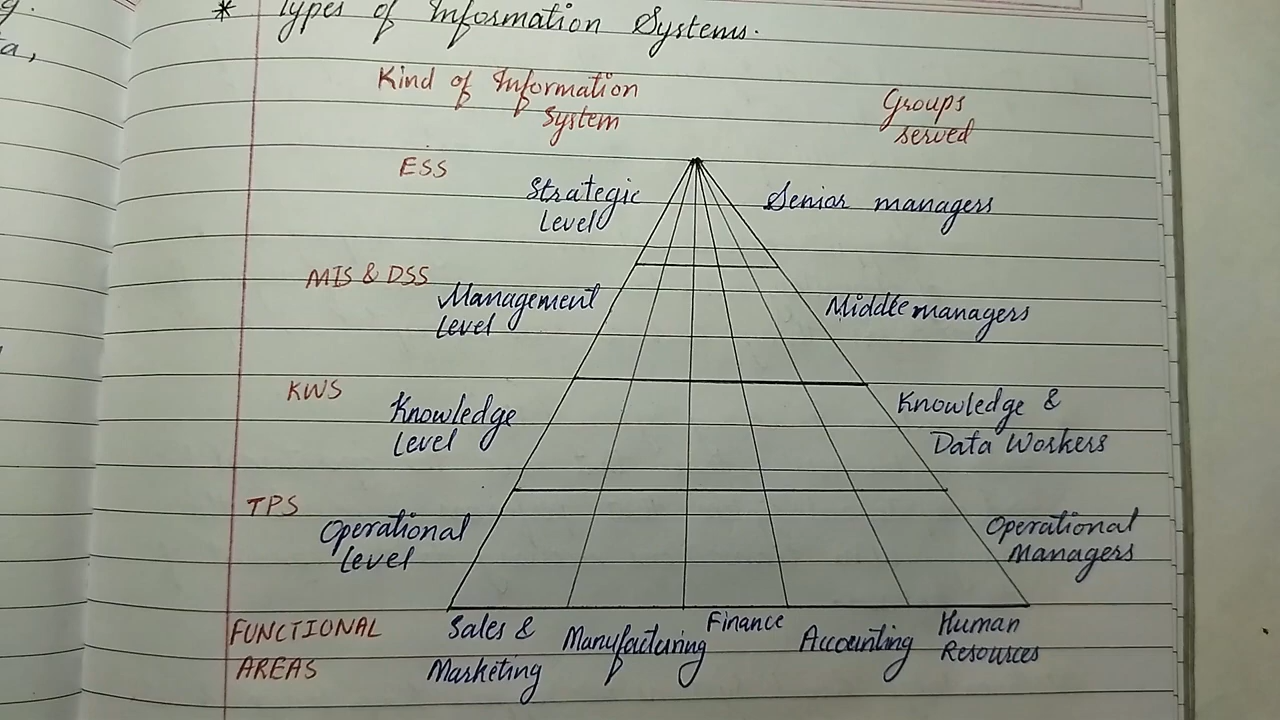 g.
ta,
* Types of Information Systems.
Kind of Information
System
Groups
served
ESS
Strategic
Level
Senior managers
MIS & DSS
Management
Level
Middle managers
KWS
Knowledge
Level
Knowledge &
Data Workers
TPS
Operational
Level
Operational
Managers
FUNCTIONAL
AREAS
Sales &
Marketing
Manufacturing
Finance
Accounting
Human
Resources